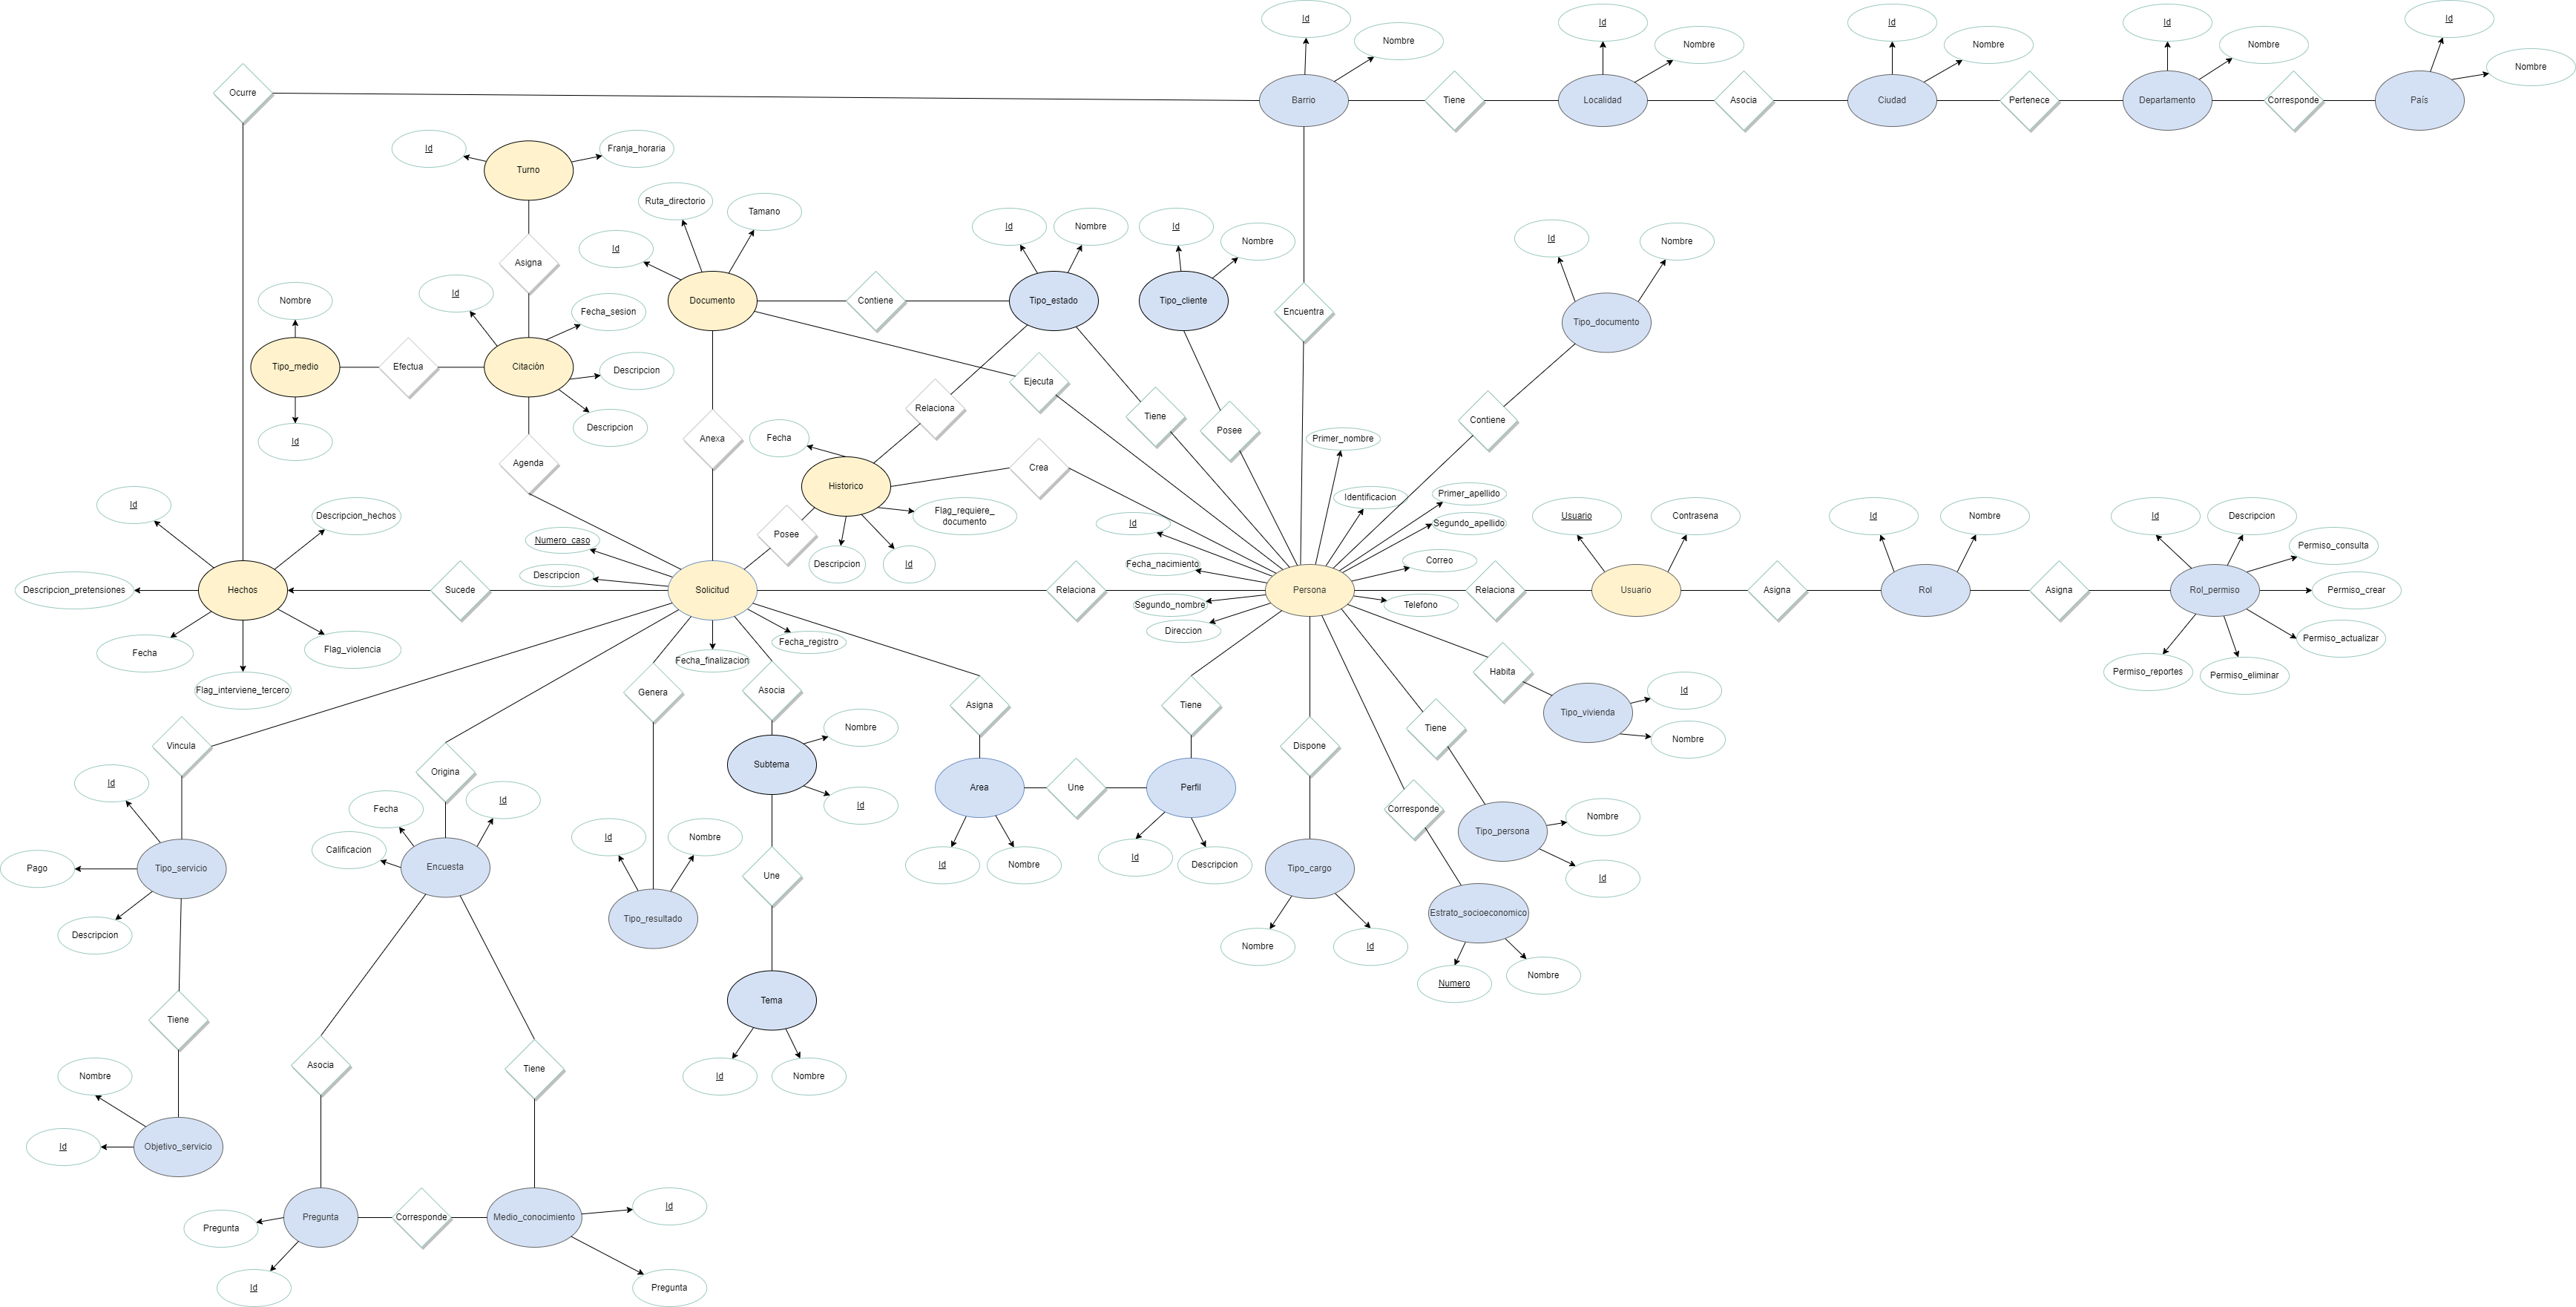 Id
Nombre
Id
Nombre
Id
Nombre
Id
Nombre
Id
Nombre
Ocurre
Barrio
Tiene
Localidad
Asocia
Ciudad
Pertenece
Departamento
Corresponde
País
Id
Turno
Franja_horaria
Ruta_directorio
Tamano
Id
Nombre
Id
Nombre
Id
Nombre
Asigna
Id
Documento
Contiene
Tipo_estado
Tipo_cliente
Encuentra
Tipo_documento
Nombre
Id
Fecha_sesion
Tipo_medio
Efectua
Citación
Descripcion
Descripcion
Id
Ejecuta
Relaciona
Tiene
Posee
Contiene
Agenda
Anexa
Fecha
Crea
Primer_nombre
Historico
Flag_requiere_
documento
Identificacion
Primer_apellido
Segundo_apellido
Id
Descripcion_hechos
Numero_caso
Posee
Descripcion
Id
Id
Usuario
Contrasena
Id
Nombre
Id
Descripcion
Permiso_consulta
Descripcion
Fecha_nacimiento
Correo
Descripcion_pretensiones
Hechos
Sucede
Solicitud
Relaciona
Persona
Relaciona
Usuario
Asigna
Rol
Asigna
Rol_permiso
Permiso_crear
Segundo_nombre
Telefono
Direccion
Fecha
Flag_violencia
Flag_interviene_tercero
Fecha_finalizacion
Fecha_registro
Permiso_actualizar
Permiso_reportes
Permiso_eliminar
Genera
Asocia
Asigna
Tiene
Habita
Id
Tipo_vivienda
Nombre
Vincula
Origina
Nombre
Subtema
Id
Dispone
Tiene
Id
Fecha
Id
Area
Une
Perfil
Corresponde
Nombre
Tipo_persona
Id
Calificacion
Id
Nombre
Id
Nombre
Id
Descripcion
Pago
Tipo_servicio
Encuesta
Une
Tipo_cargo
Descripcion
Tipo_resultado
Estrato_socioeconomico
Nombre
Id
Numero
Nombre
Tema
Tiene
Asocia
Tiene
Id
Nombre
Nombre
Id
Objetivo_servicio
Pregunta
Pregunta
Corresponde
Medio_conocimiento
Id
Id
Pregunta